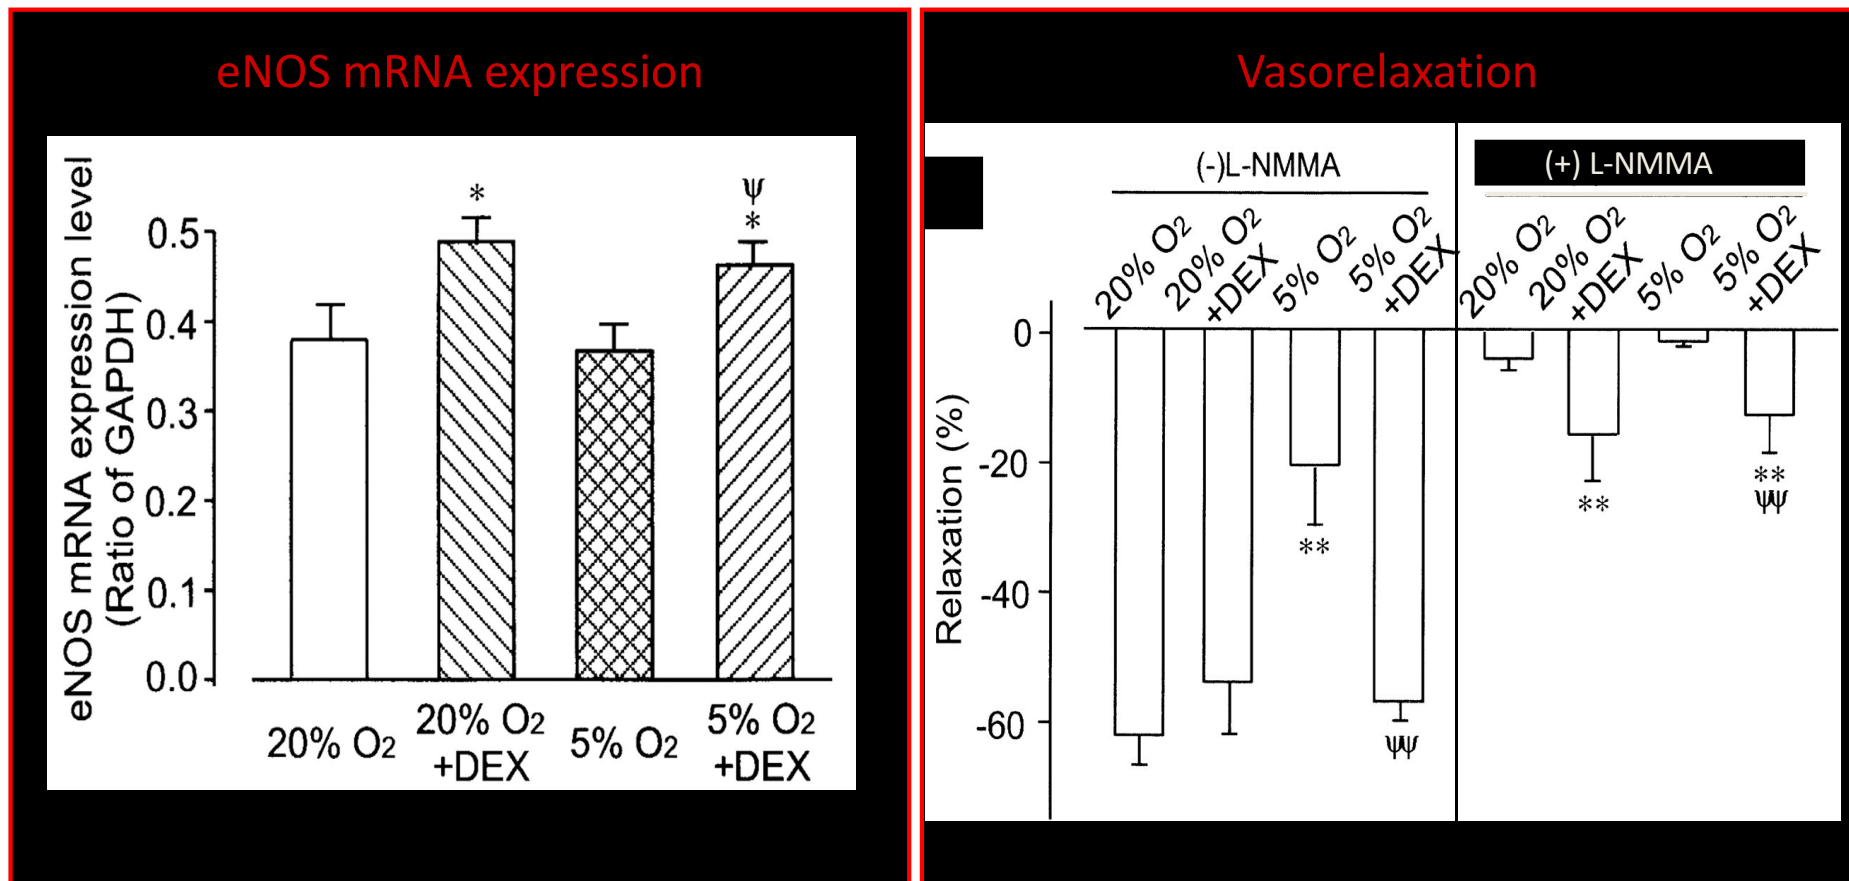 eNOS mRNA expression
eNOS mRNA expression level
(Ratio of GAPDH)
0.5
0.4
0.3
0.2
0.1
0.0
*
ψ
*
20% O2
20% O2
+DEX
5% O2
5% O2
+DEX
Vasorelaxation
(-)L-NMMA
(+) L-NMMA
20% O2
20% O2
+DEX
5% O2
5% O2
+DEX
20% O2
20% O2
+DEX
5% O2
5% O2
+DEX
Relaxation (%)
0
-20
-40
-60
**
ψψ
**
**
ψψ